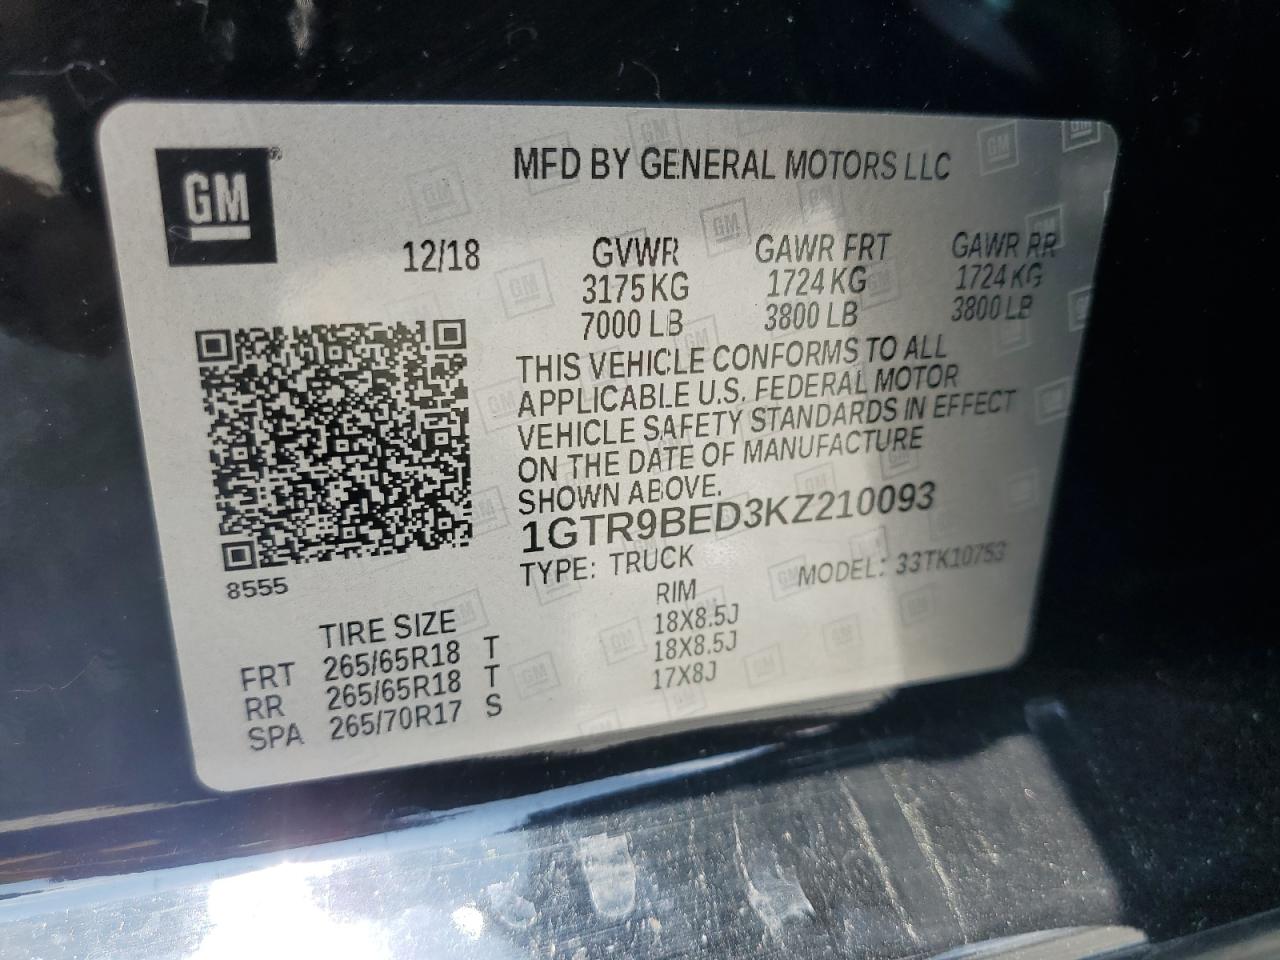 GM
MFD BY GENERAL MOTORS LLC
12/18 GVWR GAWR FRT GAWR RR
3175 KG 1724 KG 1724 KG
7000 LB 3800 LB 3800 LB
THIS VEHICLE CONFORMS TO ALL
APPLICABLE U.S. FEDERAL MOTOR
VEHICLE SAFETY STANDARDS IN EFFECT
ON THE DATE OF MANUFACTURE
SHOWN ABOVE.
1GTR9BED3KZ210093
TYPE: TRUCK MODEL: 33TK10753
8555
TIRE SIZE RIM
FRT 265/65R18 T 18X8.5J
RR 265/65R18 T 18X8.5J
SPA 265/70R17 S 17X8J